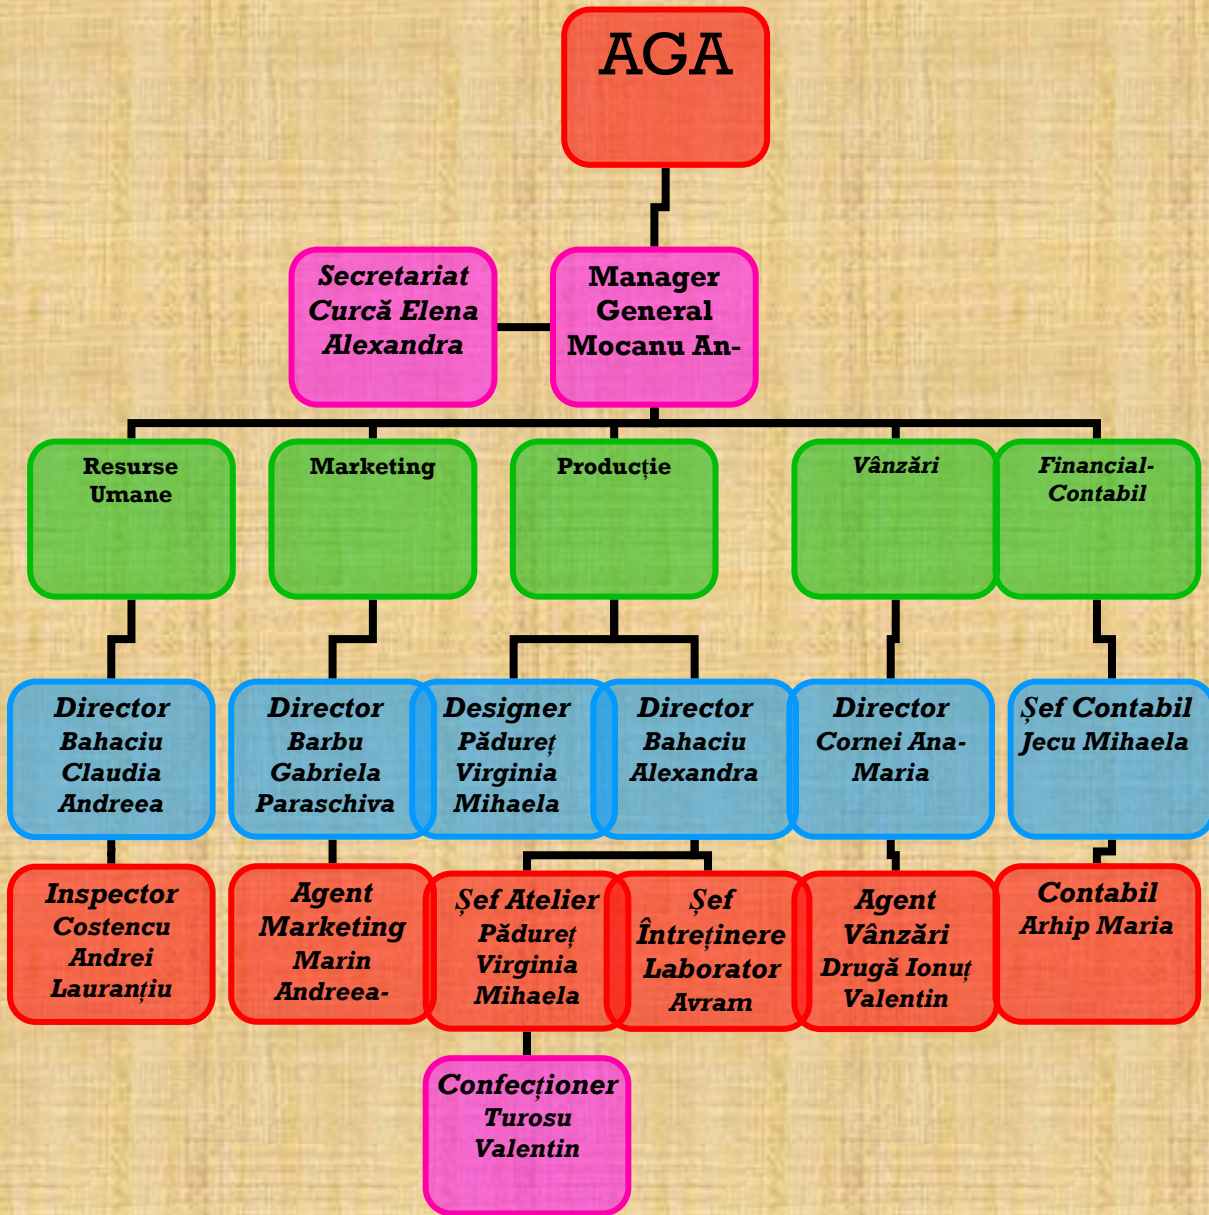 AGA
Secretariat
Curcă Elena
Alexandra
Manager
General
Mocanu An-
Resurse
Umane
Marketing
Producție
Vânzări
Financial-
Contabil
Director
Bahaciu
Claudia
Andreea
Director
Barbu
Gabriela
Paraschiva
Designer
Pădureț
Virginia
Mihaela
Director
Bahaciu
Alexandra
Director
Cornei Ana-
Maria
Șef Contabil
Jecu Mihaela
Inspector
Costencu
Andrei
Lauranțiu
Agent
Marketing
Marin
Andreea-
Șef Atelier
Pădureț
Virginia
Mihaela
Șef
Întreținere
Laborator
Avram
Agent
Vânzări
Drugă Ionuț
Valentin
Contabil
Arhip Maria
Confecționer
Turosu
Valentin